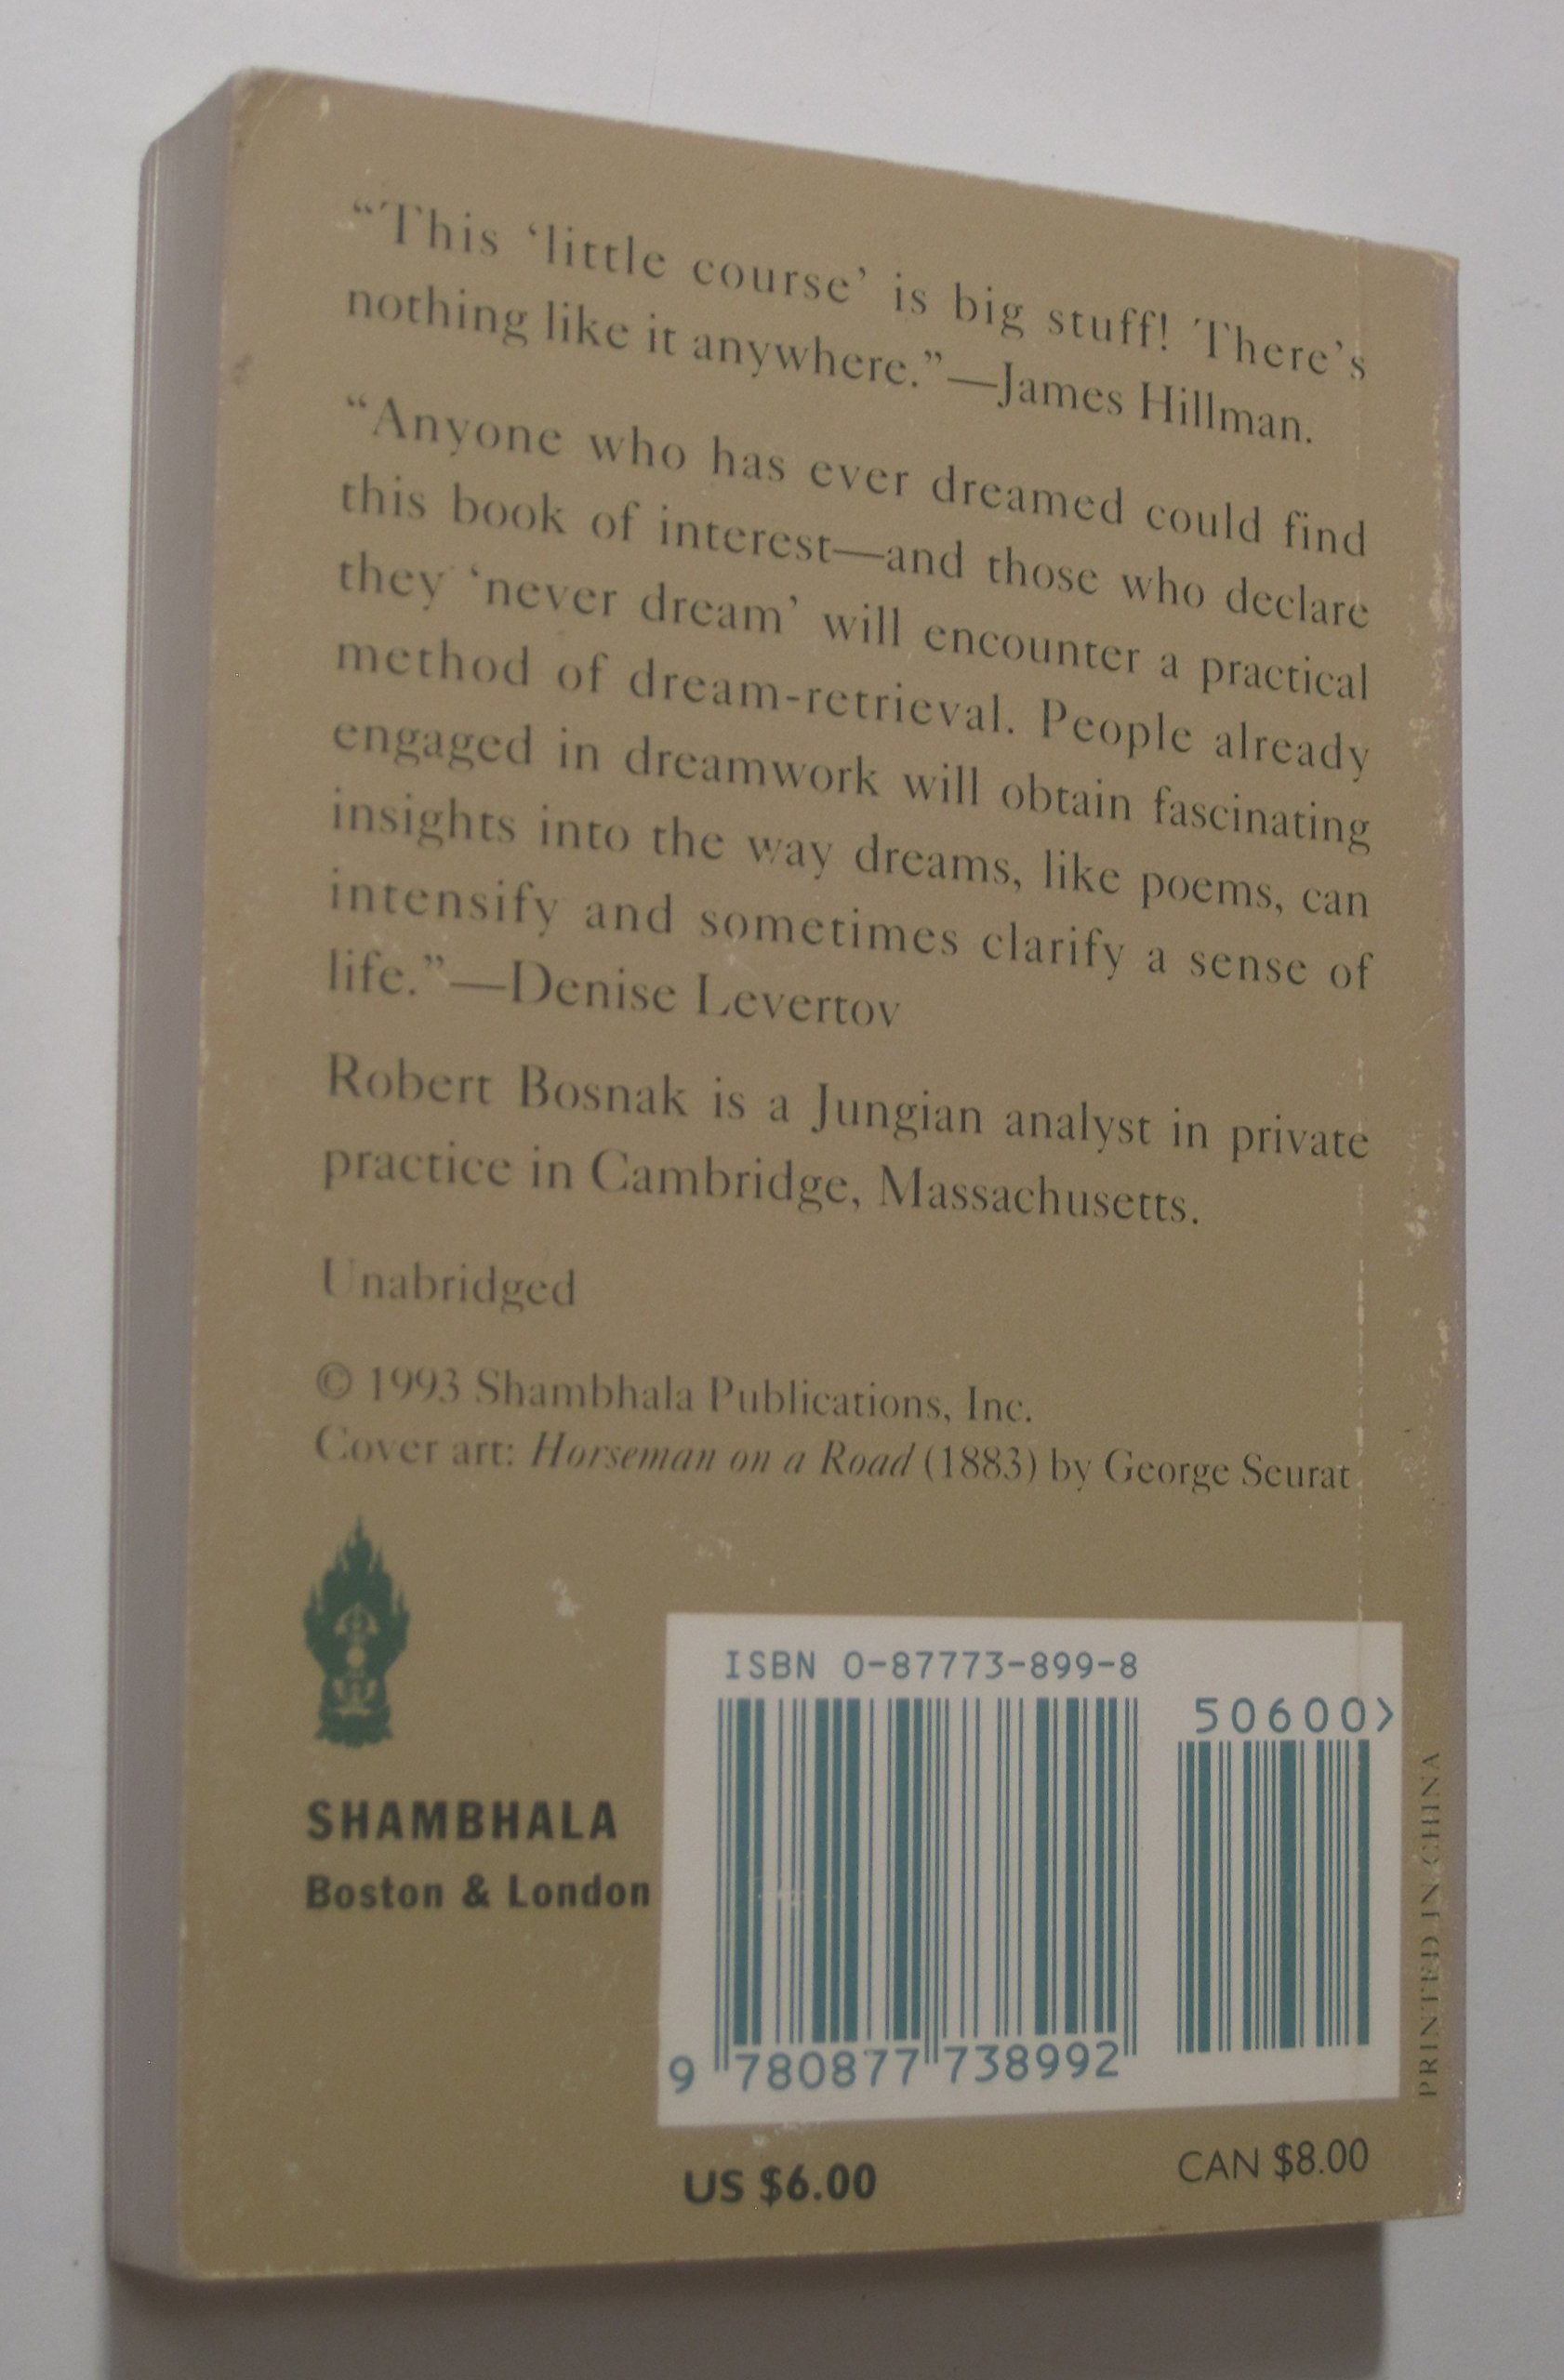 “This ‘little course’ is big stuff! There’s
nothing like it anywhere.”—James Hillman.
“Anyone who has ever dreamed could find
this book of interest—and those who declare
they ‘never dream’ will encounter a practical
method of dream-retrieval. People already
engaged in dreamwork will obtain fascinating
insights into the way dreams, like poems, can
intensify and sometimes clarify a sense of
life.”—Denise Levertov
Robert Bosnak is a Jungian analyst in private
practice in Cambridge, Massachusetts.
Unabridged
© 1993 Shambhala Publications, Inc.
Cover art: Horseman on a Road (1883) by George Seurat
SHAMBHALA
Boston & London
ISBN 0-87773-899-8
50600>
9 780877 738992
PRINTED IN CHINA
US $6.00
CAN $8.00